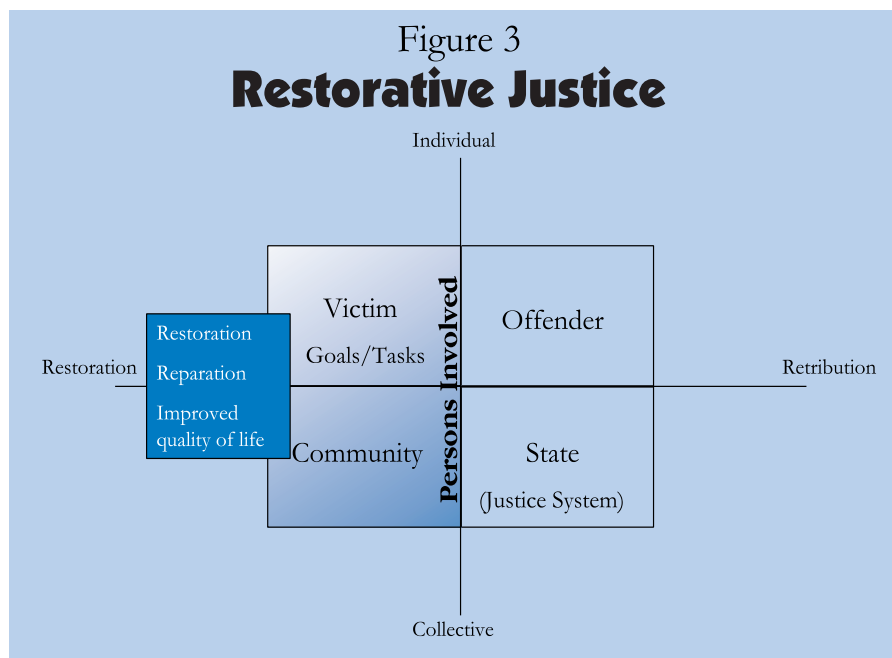 Figure 3
Restorative Justice
Individual
Victim
Goals/Tasks
Offender
Persons Involved
Restoration
Restoration
Reparation
Improved
quality of life
Retribution
Community
State
(Justice System)
Collective